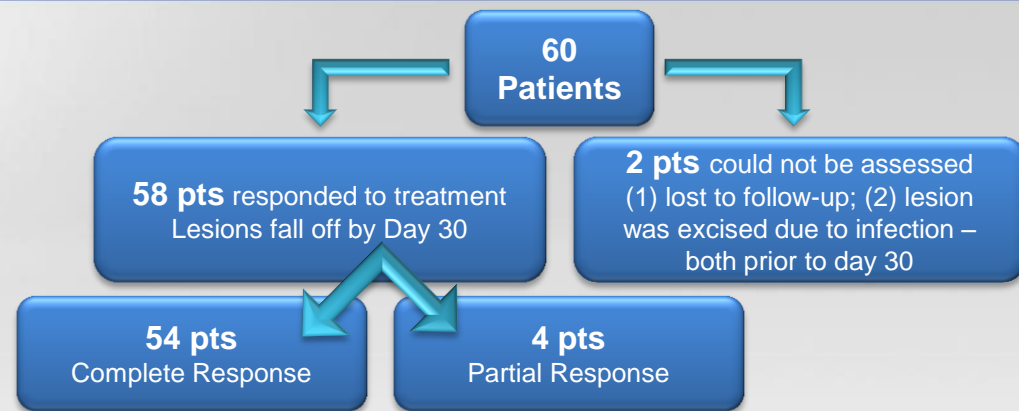 60
Patients
58 pts responded to treatment
Lesions fall off by Day 30
2 pts could not be assessed
(1) lost to follow-up; (2) lesion
was excised due to infection –
both prior to day 30
54 pts
Complete Response
4 pts
Partial Response